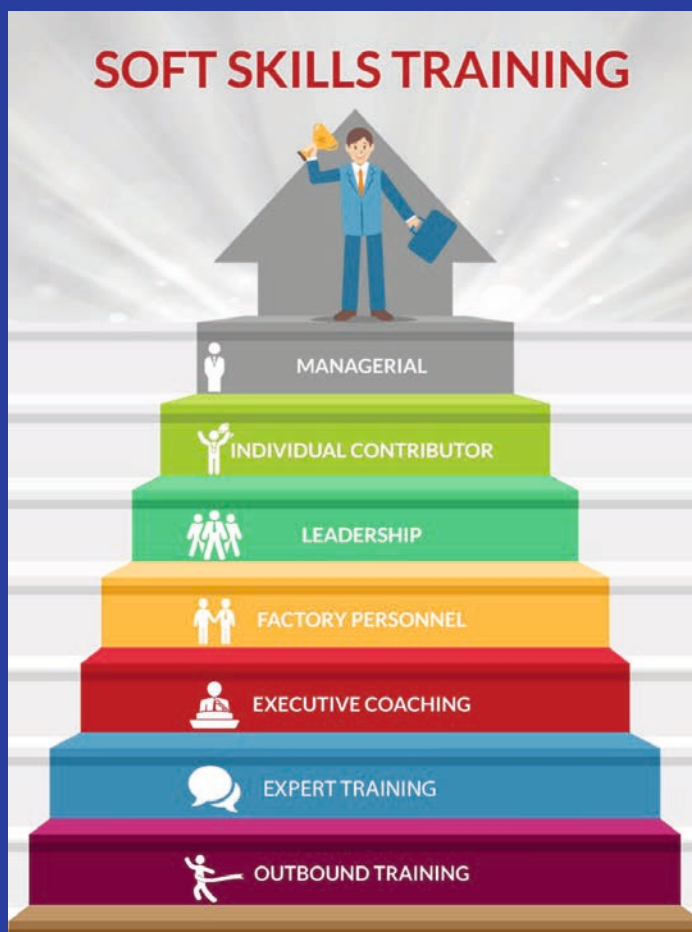 SOFT SKILLS TRAINING
MANAGERIAL
INDIVIDUAL CONTRIBUTOR
LEADERSHIP
FACTORY PERSONNEL
EXECUTIVE COACHING
EXPERT TRAINING
OUTBOUND TRAINING